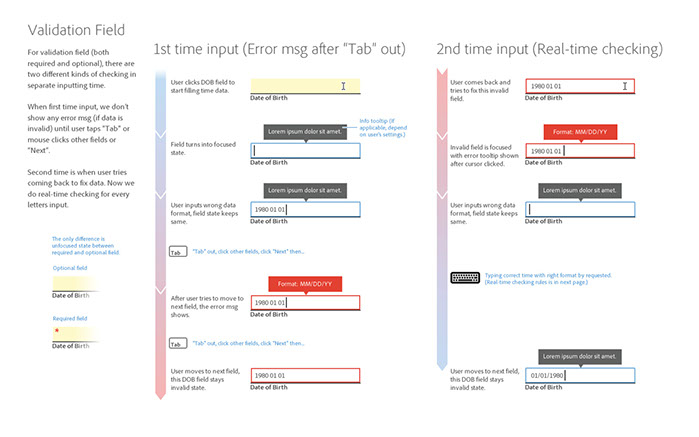 Validation Field
For validation field (both
required and optional), there are
two different kinds of checking in
separate inputting time.
When first time input, we don't
show any error msg (if data is
invalid) until user taps "Tab" or
mouse clicks other fields or
"Next".
Second time is when user tries
coming back to fix data. Now we
do real-time checking for every
letters input.
The only difference is
unfocused state between
required and optional field.
Optional field
Date of Birth
Required field
*
Date of Birth
1st time input (Error msg after "Tab" out)
User clicks DOB field to
start filling time data.
Date of Birth
Lorem ipsum dolor sit amet.
Info tooltip (If
applicable, depend
on user's settings.)
Field turns into focused
state.
Date of Birth
Lorem ipsum dolor sit amet.
User inputs wrong data
format, field state keeps
same.
1980 01 01
Date of Birth
Tab
"Tab" out, click other fields, click "Next" then...
Format: MM/DD/YY
After user tries to move to
next field, the error msg
shows.
1980 01 01
Date of Birth
Tab
"Tab" out, click other fields, click "Next" then...
User moves to next field,
this DOB field stays
invalid state.
1980 01 01
Date of Birth
2nd time input (Real-time checking)
User comes back and
tries to fix this invalid
field.
1980 01 01
Date of Birth
Format: MM/DD/YY
Invalid field is focused
with error tooltip shown
after cursor clicked.
1980 01 01
Date of Birth
Lorem ipsum dolor sit amet.
User inputs wrong data
format, field state keeps
same.
Date of Birth
Typing correct time with right format by requested.
(Real-time checking rules is in next page.)
Lorem ipsum dolor sit amet.
User moves to next field,
this DOB field stays
invalid state.
01/01/1980
Date of Birth